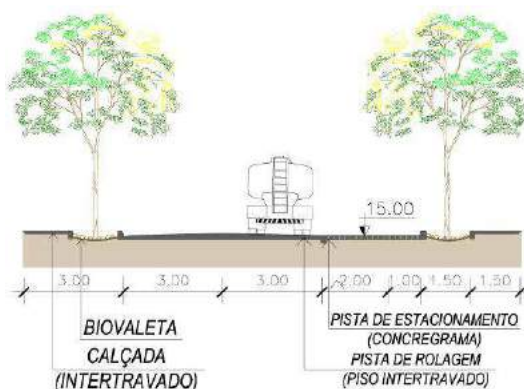 15.00
3.00 3.00 3.00 2.00 1.00 1.50 1.50
BIOVALETA
CALÇADA
(INTERTRAVADO)
PISTA DE ESTACIONAMENTO
(CONCREGRAMA)
PISTA DE ROLAGEM
(PISO INTERTRAVADO)